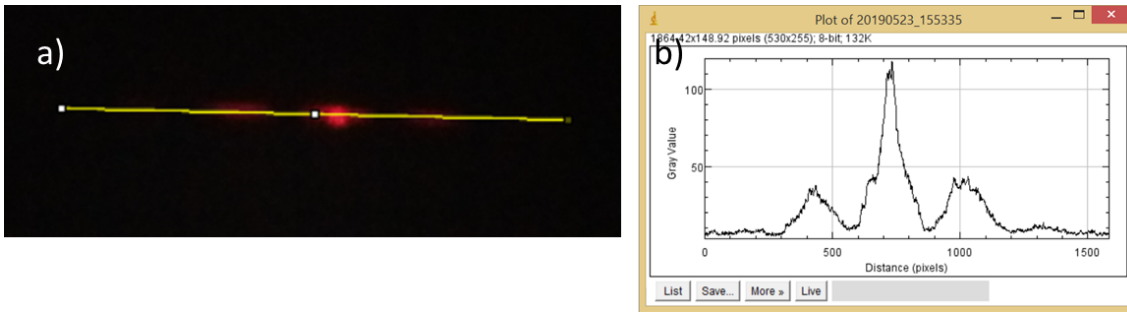 a)
Plot of 20190523_155335
b)
1864.42x148.92 pixels (530x255); 8-bit; 132K
100
50
Gray Value
0
500
1000
1500
Distance (pixels)
List
Save...
More »
Live